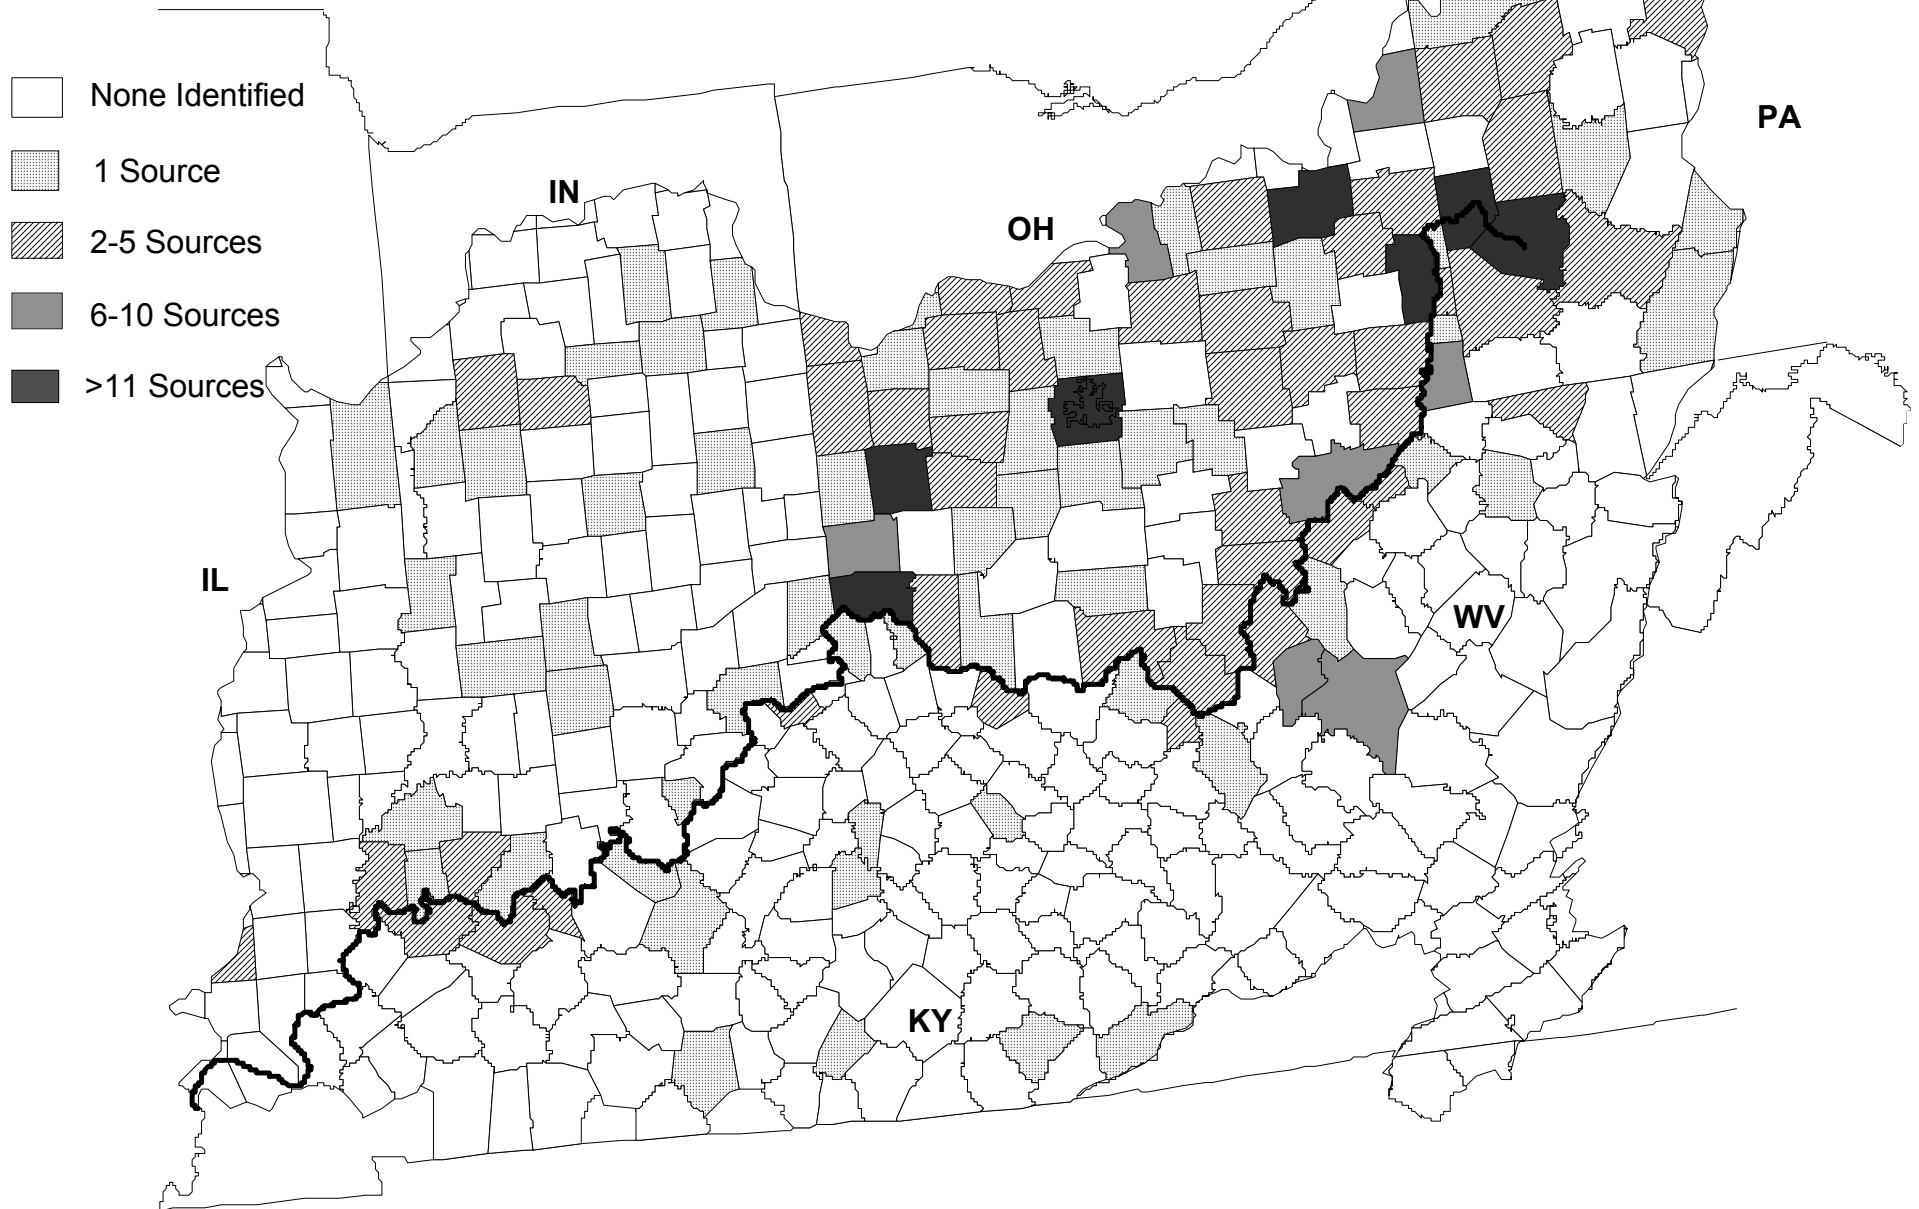 None Identified
1 Source
2-5 Sources
6-10 Sources
>11 Sources
PA
IN
OH
IL
WV
KY